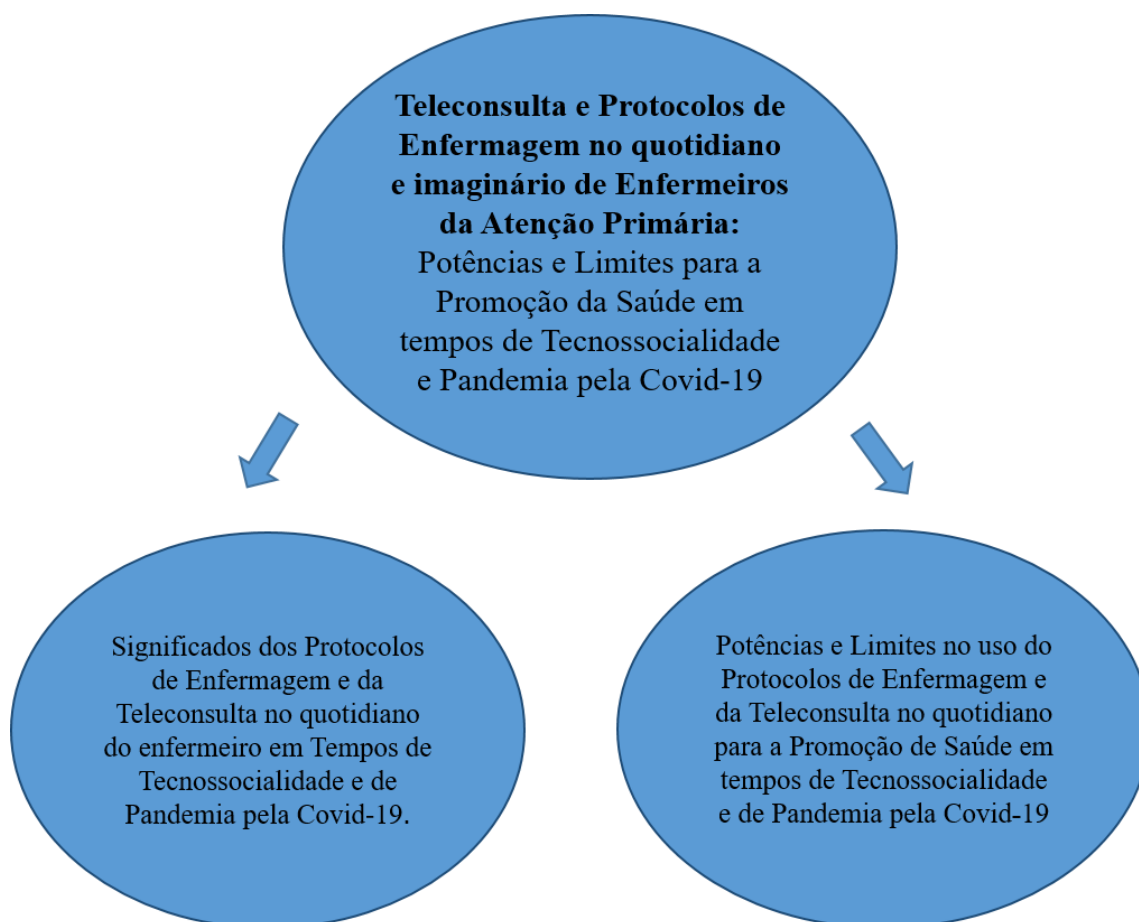 Teleconsulta e Protocolos de
Enfermagem no quotidiano
e imaginário de Enfermeiros
da Atenção Primária:
Potências e Limites para a
Promoção da Saúde em
tempos de Tecnossocialidade
e Pandemia pela Covid-19
Significados dos Protocolos
de Enfermagem e da
Teleconsulta no quotidiano
do enfermeiro em Tempos de
Tecnossocialidade e de
Pandemia pela Covid-19.
Potências e Limites no uso do
Protocolos de Enfermagem e
da Teleconsulta no quotidiano
para a Promoção de Saúde em
tempos de Tecnossocialidade
e de Pandemia pela Covid-19